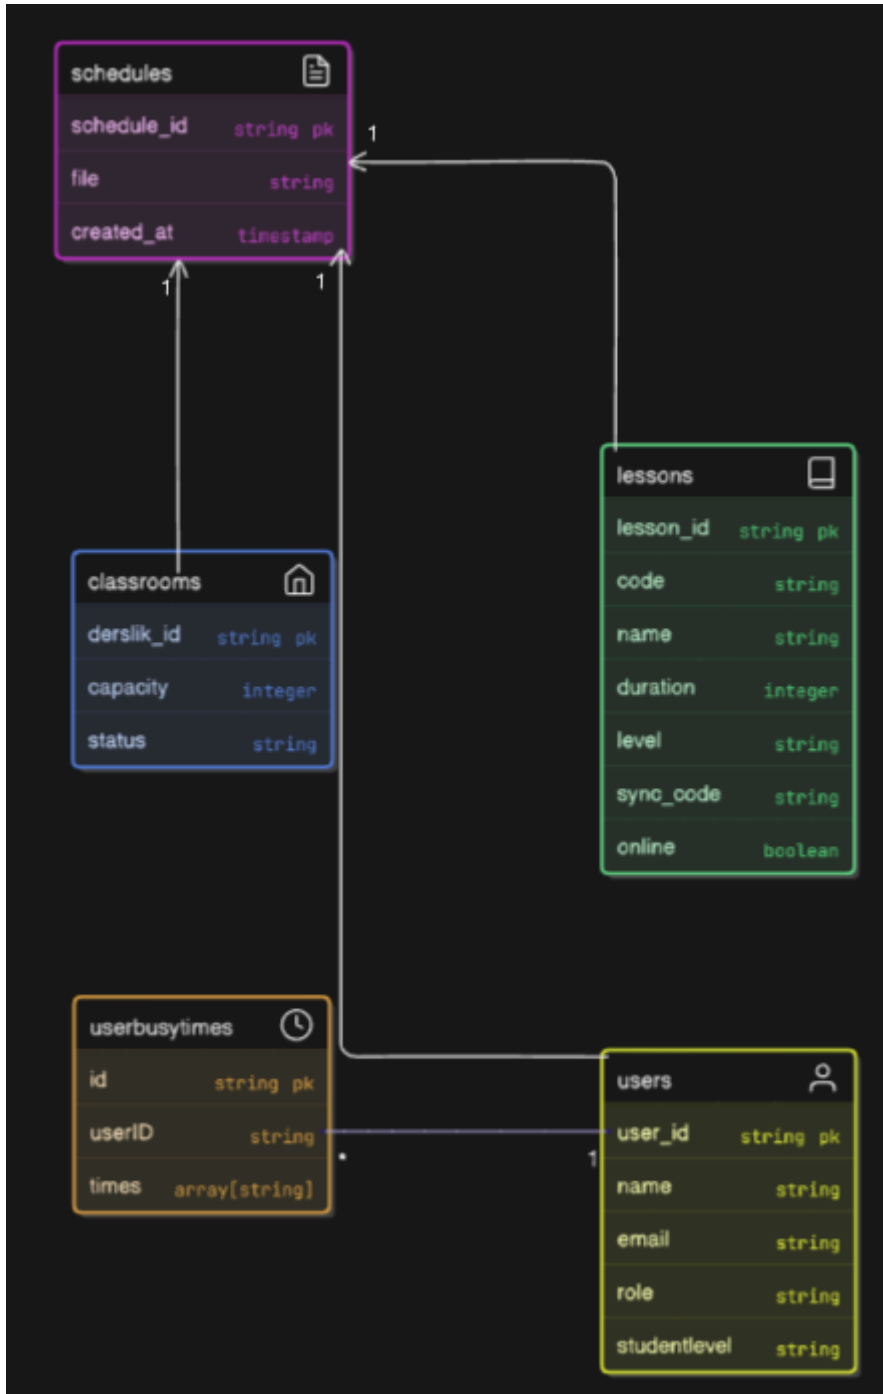 schedules
schedule_id string pk
file string
created_at timestamp
1
1
1
lessons
lesson_id string pk
code string
name string
duration integer
level string
sync_code string
online boolean
classrooms
derslik_id string pk
capacity integer
status string
userbusytimes
id string pk
userID string
times array[string]
*
1
users
user_id string pk
name string
email string
role string
studentlevel string